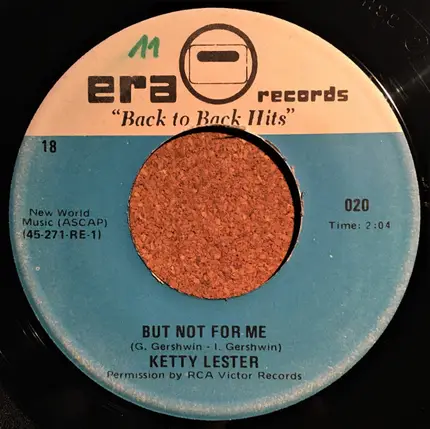 11
era records
"Back to Back Hits"
18
New World
Music (ASCAP)
(45-271-RE-1)
020
Time: 2:04
BUT NOT FOR ME
(G. Gershwin - I. Gershwin)
KETTY LESTER
Permission by RCA Victor Records